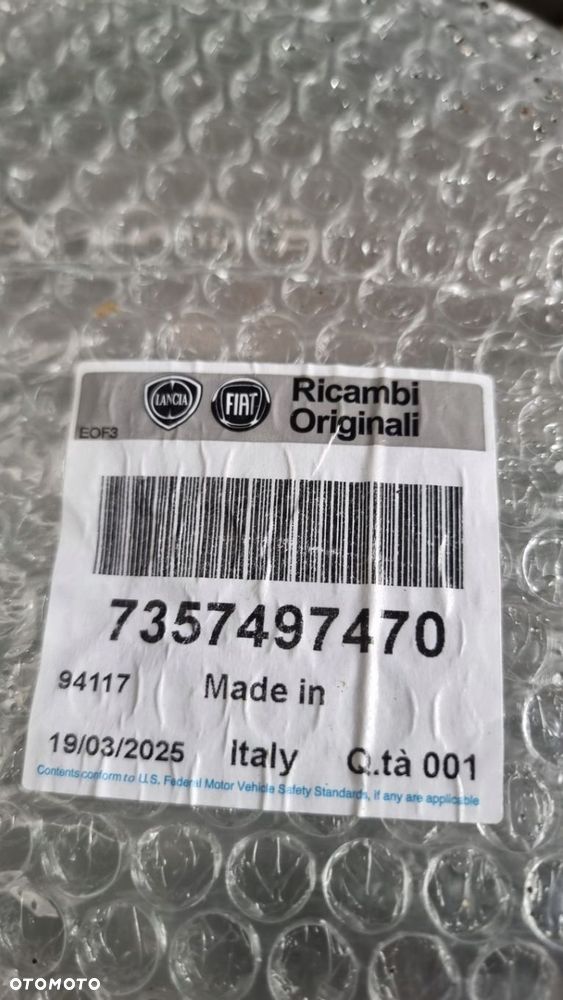 LANCIA
FIAT
Ricambi
Originali
EOF3
7357497470
94117 Made in
19/03/2025 Italy Q.tà 001
Contents conform to U.S. Federal Motor Vehicle Safety Standards, if any are applicable
OTOMOTO